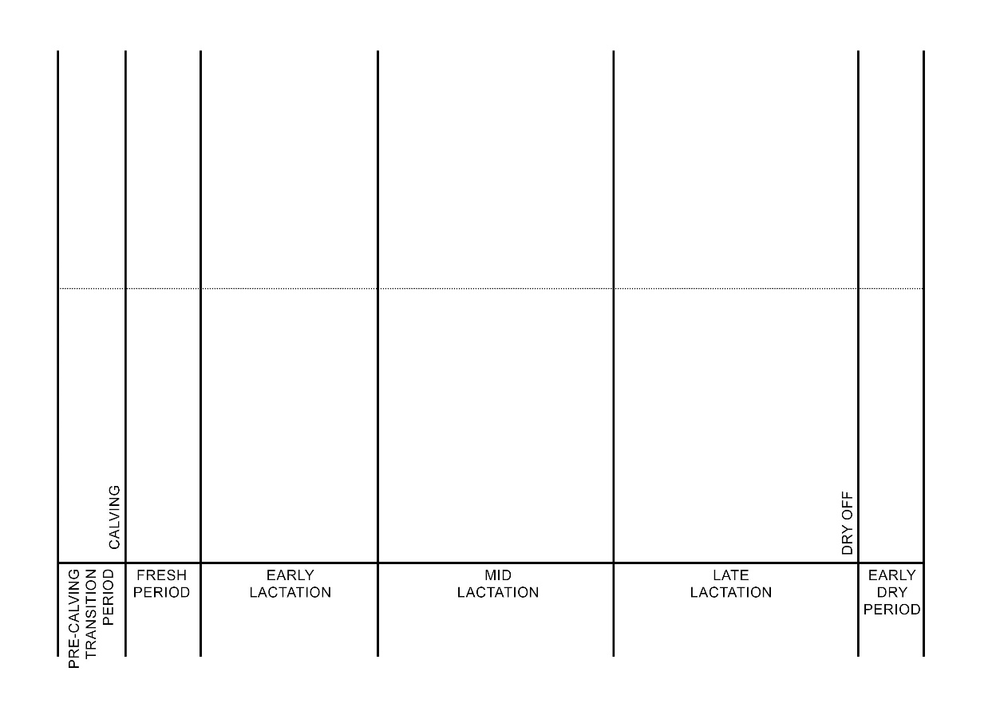 CALVING
DRY OFF
PRE-CALVING
TRANSITION
PERIOD
FRESH
PERIOD
EARLY
LACTATION
MID
LACTATION
LATE
LACTATION
EARLY
DRY
PERIOD